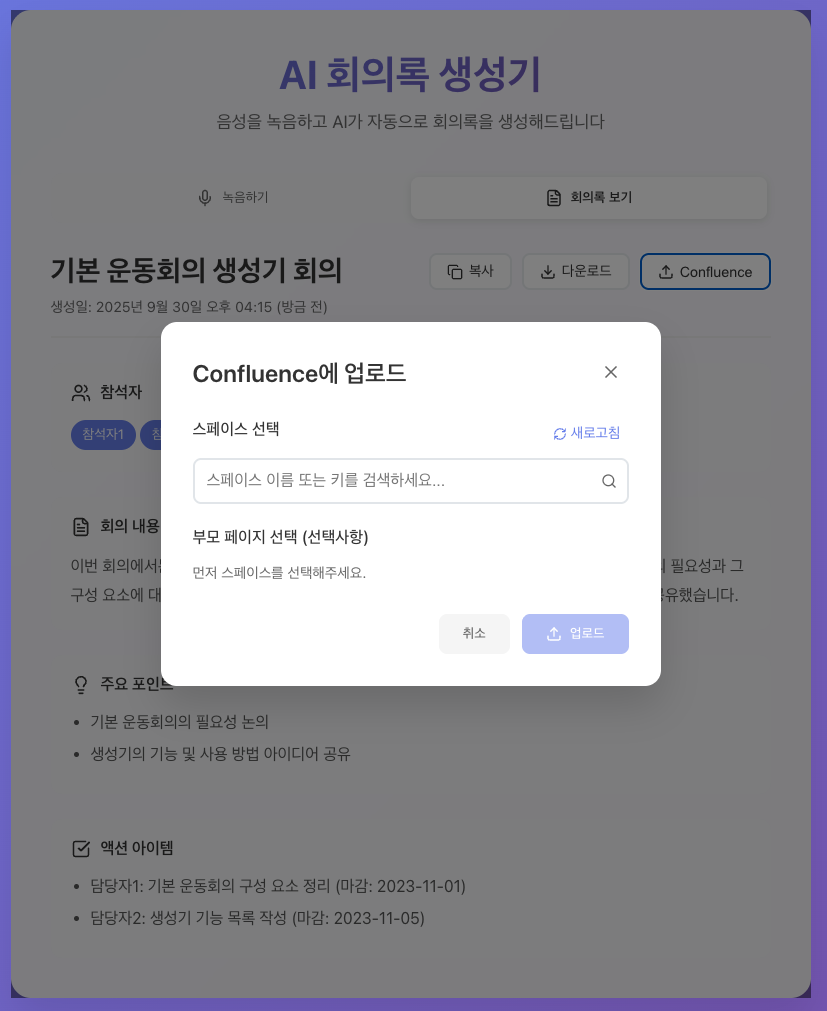 AI 회의록 생성기
음성을 녹음하고 AI가 자동으로 회의록을 생성해드립니다
녹음하기
회의록 보기
기본 운동회의 생성기 회의
복사
다운로드
Confluence
생성일: 2025년 9월 30일 오후 04:15 (방금 전)
Confluence에 업로드
스페이스 선택
새로고침
스페이스 이름 또는 키를 검색하세요...
부모 페이지 선택 (선택사항)
먼저 스페이스를 선택해주세요.
취소
업로드
참석자
참석자1
회의 내용
이번 필요성과 그
구성 요소에 공유했습니다.
주요 포인트
기본 운동회의의 필요성 논의
생성기의 기능 및 사용 방법 아이디어 공유
액션 아이템
담당자1: 기본 운동회의 구성 요소 정리 (마감: 2023-11-01)
담당자2: 생성기 기능 목록 작성 (마감: 2023-11-05)